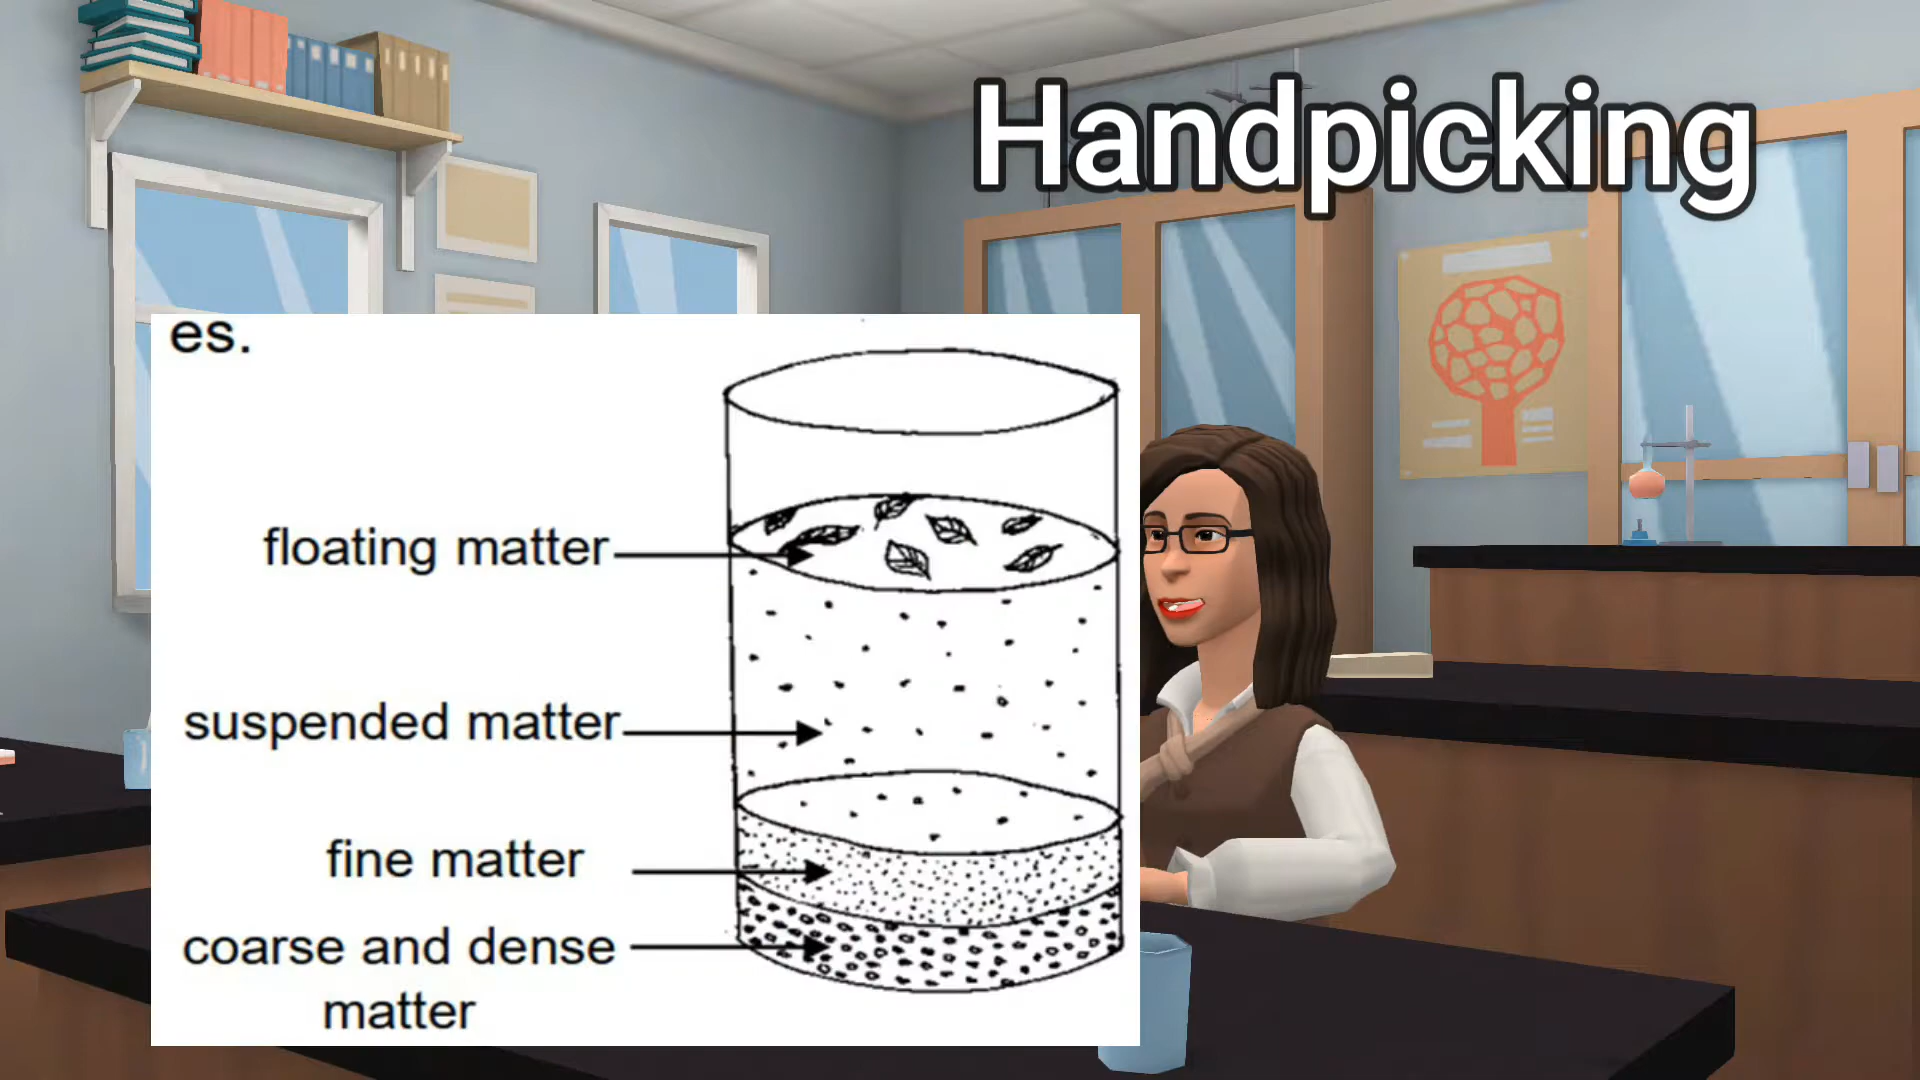 Handpicking
es.
floating matter
suspended matter
fine matter
coarse and dense
matter